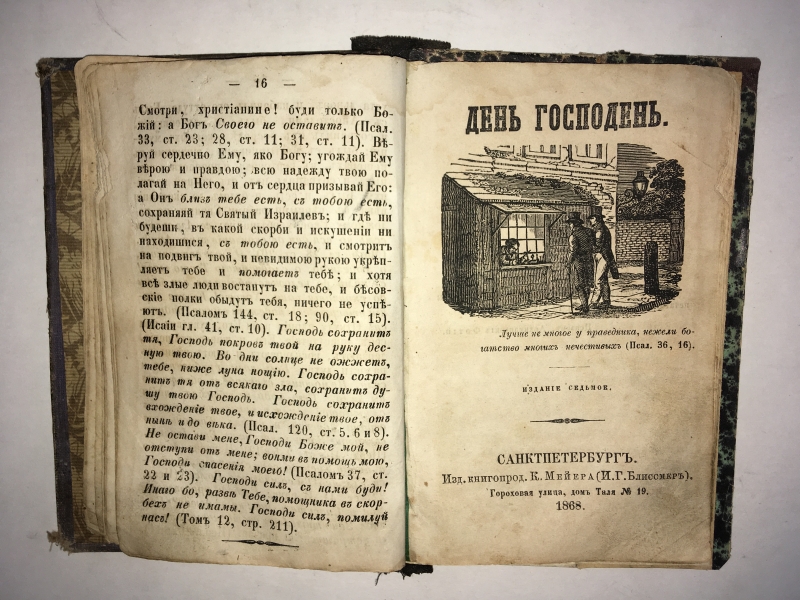 — 16 —
Смотри, христіанине! буди только Бо-
жій: а Богъ Своего не оставитъ. (Псал.
33, ст. 23; 28, ст. 11; 31, ст. 11). Вѣ-
руй сердечно Ему, яко Богу; угождай Ему
вѣрою и правдою; всю надежду твою по-
лагай на Него, и отъ сердца призывай Его:
а Онъ близъ тебе есть, съ тобою есть,
сохраняяй тя Святый Израилевъ; и гдѣ ни
будеши, въ какой скорби и искушеніи ни
находишися, съ тобою есть, и смотритъ
на подвигъ твой, и невидимою рукою укрѣп-
ляетъ тебе и помогаетъ тебѣ; и хотя
всѣ злые люди востанутъ на тебе, и бѣсов-
скіе полки обыдутъ тебя, ничего не успѣ-
ютъ. (Псаломъ 144, ст. 18; 90, ст. 15).
(Исаіи гл. 41, ст. 10). Господь сохранитъ
тя, Господь покровъ твой на руку дес-
ную твою. Во дни солнце не ожжетъ,
тебе, ниже луна нощію. Господь сохра-
нитъ тя отъ всякаго зла, сохранитъ ду-
шу твою Господь. Господь сохранитъ
вхожденіе твое, и исхожденіе твое, отъ
нынѣ и до вѣка. (Псал. 120, ст. 5. 6 и 8).
Не остави мене, Господи Боже мой, не
отступи отъ мене; вонми въ помощь мою,
Господи спасенія моего! (Псаломъ 37, ст.
22 и 23). Господи силъ, съ нами буди!
Инаго бо, развѣ Тебе, помощника въ скор-
бехъ не имамы. Господи силъ, помилуй
насъ! (Томъ 12, стр. 211).
ДЕНЬ ГОСПОДЕНЬ.
Лучше не многое у праведника, нежели бо-
гатство многихъ нечестивыхъ (Псал. 36, 16).
ИЗДАНІЕ СЕДЬМОЕ.
САНКТПЕТЕРБУРГЪ.
Изд. книгопрод. К. Мейера (И. Г. Блиссмеръ).
Гороховая улица, домъ Таля № 19.
1868.